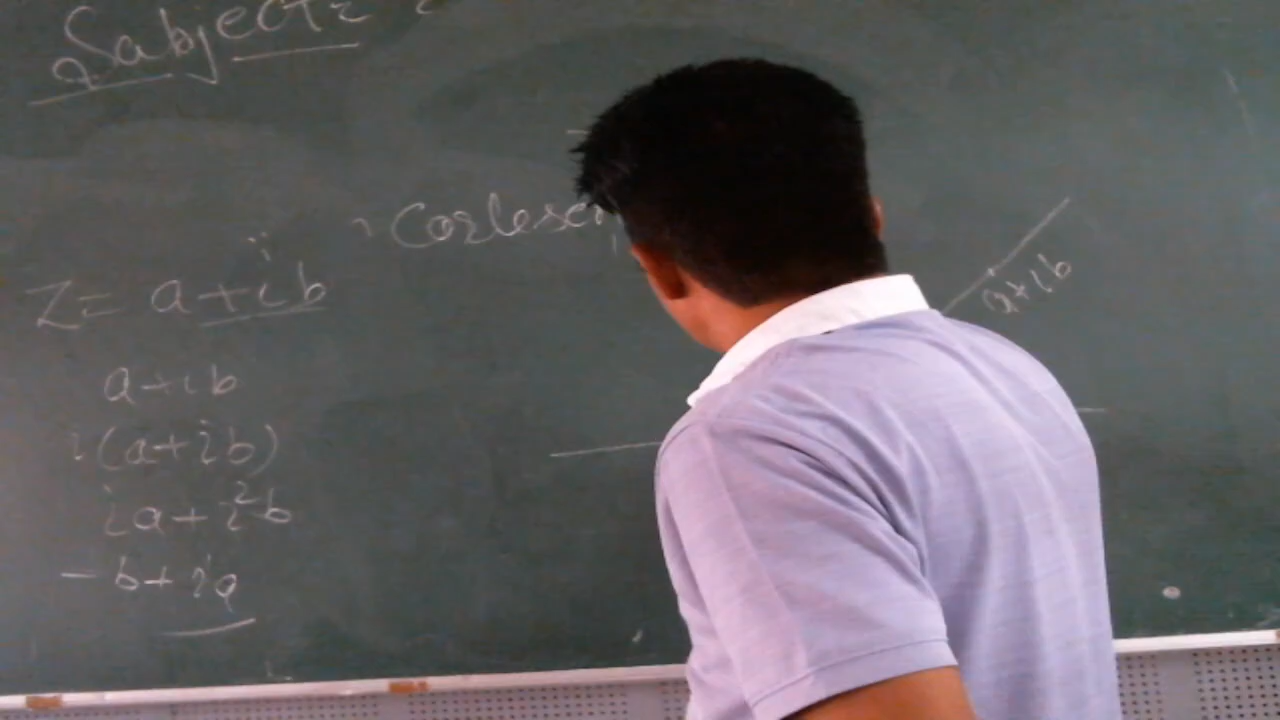 Subject:
Z = a+ib
a+ib
i(a+ib)
ia+i²b
-b+ia
a+ib